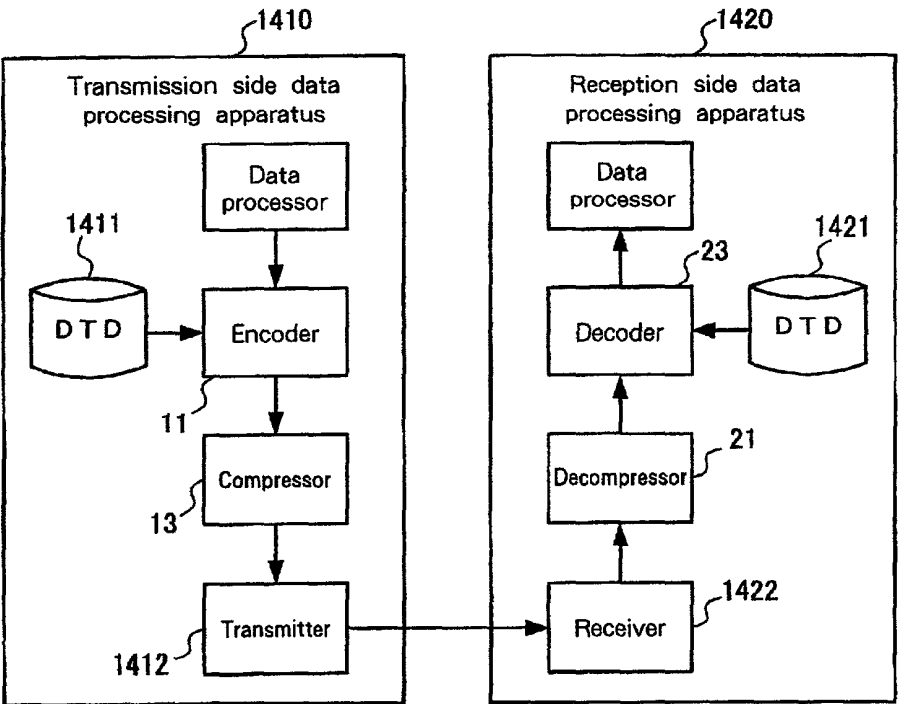 1410
Transmission side data
processing apparatus
Data
processor
1411
DTD
Encoder
11
Compressor
13
Transmitter
1412
1420
Reception side data
processing apparatus
Data
processor
23
1421
Decoder
DTD
21
Decompressor
Receiver
1422